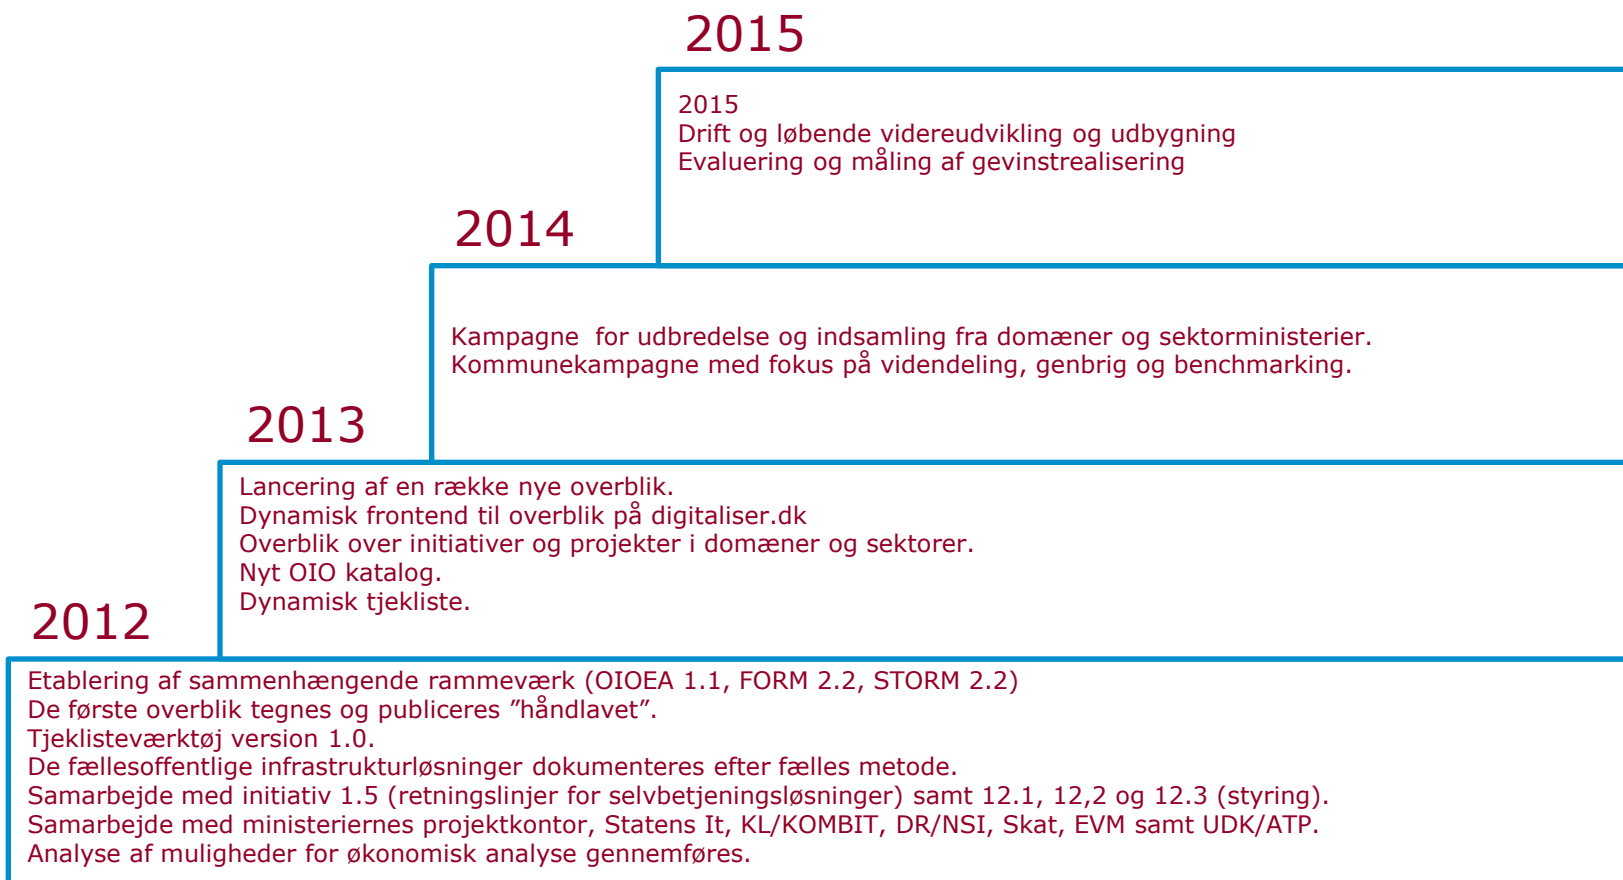 2015
2015
Drift og løbende videreudvikling og udbygning
Evaluering og måling af gevinstrealisering
2014
Kampagne  for udbredelse og indsamling fra domæner og sektorministerier.
Kommunekampagne med fokus på videndeling, genbrig og benchmarking.
2013
Lancering af en række nye overblik.
Dynamisk frontend til overblik på digitaliser.dk
Overblik over initiativer og projekter i domæner og sektorer.
Nyt OIO katalog.
Dynamisk tjekliste.
2012
Etablering af sammenhængende rammeværk (OIOEA 1.1, FORM 2.2, STORM 2.2)
De første overblik tegnes og publiceres ”håndlavet”.
Tjeklisteværktøj version 1.0.
De fællesoffentlige infrastrukturløsninger dokumenteres efter fælles metode.
Samarbejde med initiativ 1.5 (retningslinjer for selvbetjeningsløsninger) samt 12.1, 12,2 og 12.3 (styring).
Samarbejde med ministeriernes projektkontor, Statens It, KL/KOMBIT, DR/NSI, Skat, EVM samt UDK/ATP.
Analyse af muligheder for økonomisk analyse gennemføres.